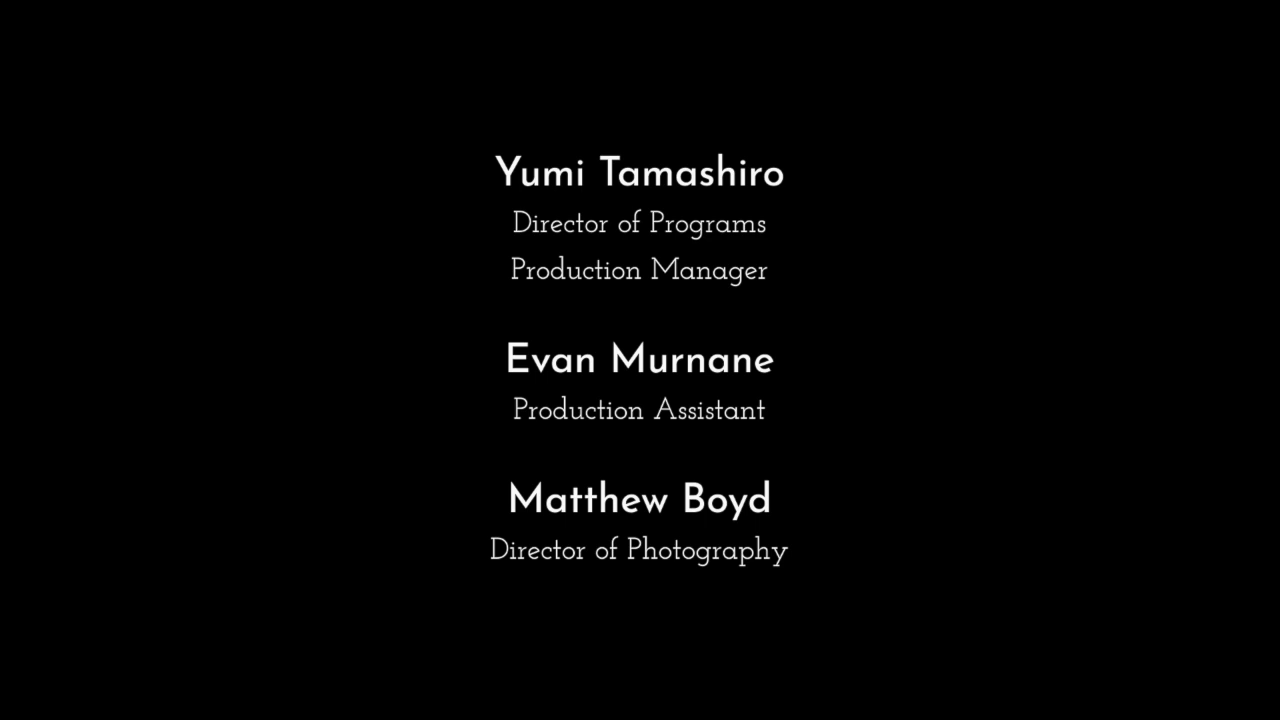 Yumi Tamashiro
Director of Programs
Production Manager
Evan Murnane
Production Assistant
Matthew Boyd
Director of Photography